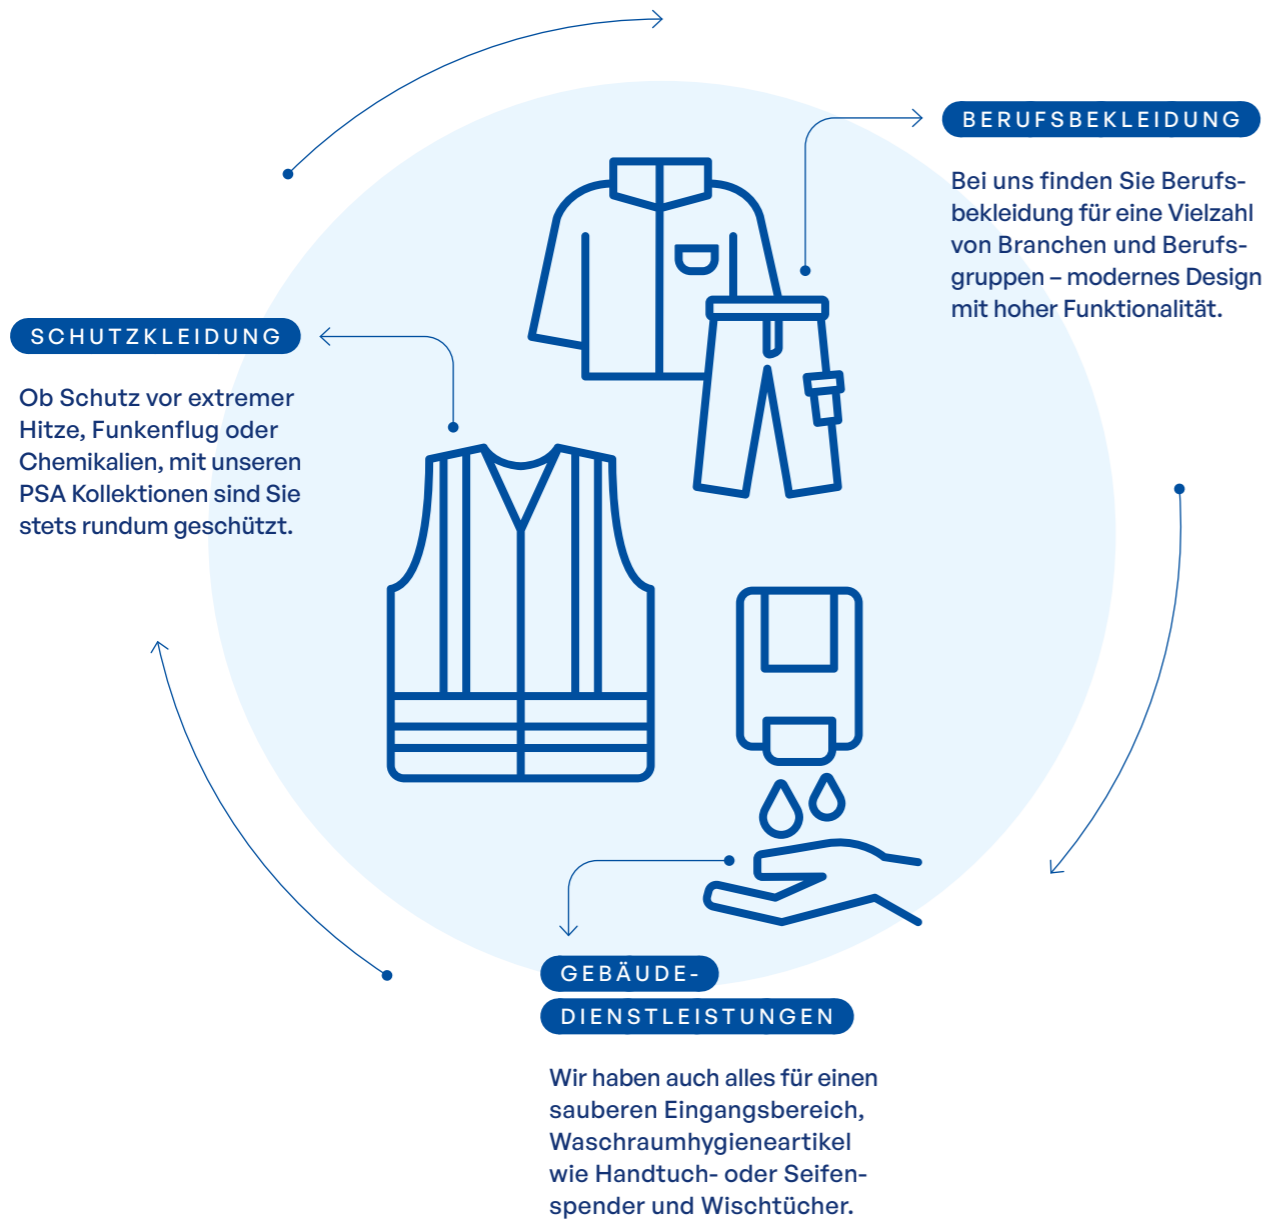 BERUFSBEKLEIDUNG
Bei uns finden Sie Berufs-
bekleidung für eine Vielzahl
von Branchen und Berufs-
gruppen – modernes Design
mit hoher Funktionalität.
SCHUTZKLEIDUNG
Ob Schutz vor extremer
Hitze, Funkenflug oder
Chemikalien, mit unseren
PSA Kollektionen sind Sie
stets rundum geschützt.
GEBÄUDE-
DIENSTLEISTUNGEN
Wir haben auch alles für einen
sauberen Eingangsbereich,
Waschraumhygieneartikel
wie Handtuch- oder Seifen-
spender und Wischtücher.